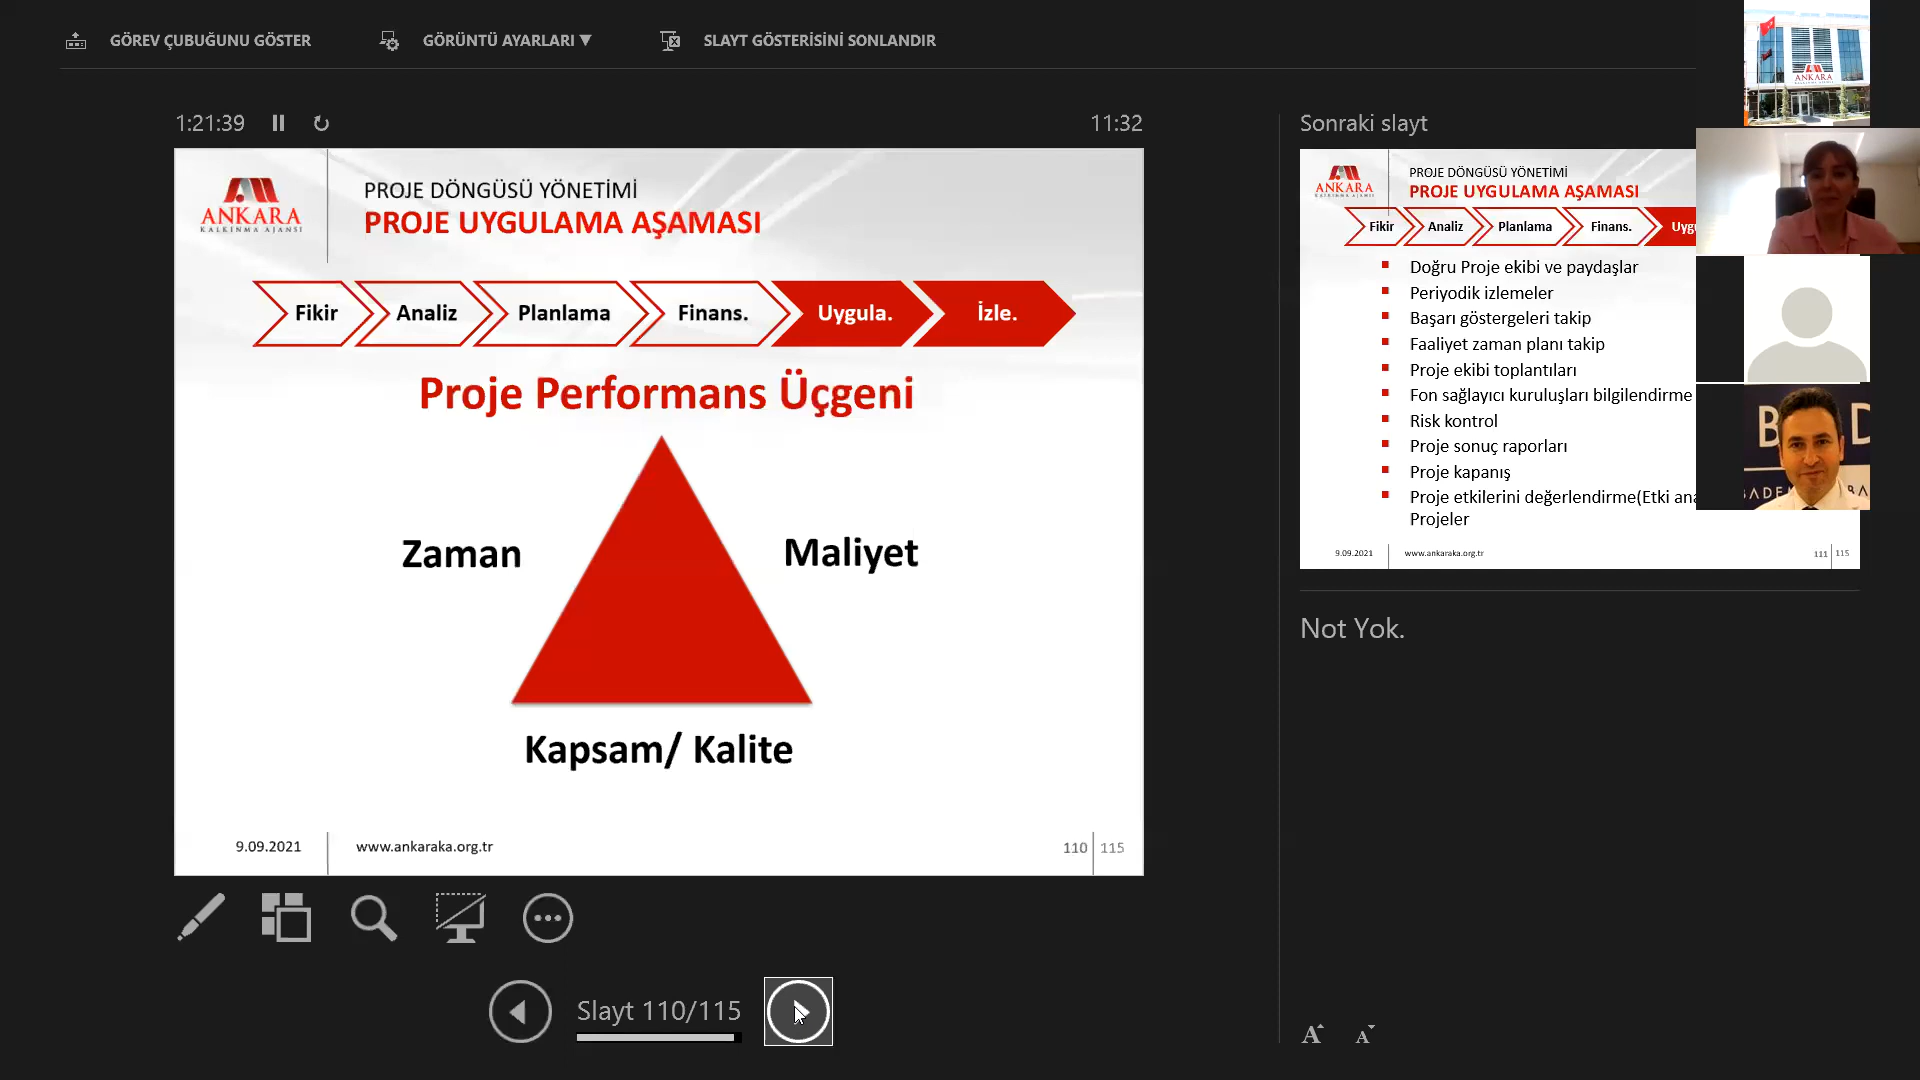 GÖREV ÇUBUĞUNU GÖSTER
GÖRÜNTÜ AYARLARI ▼
SLAYT GÖSTERİSİNİ SONLANDIR
1:21:39
11:32
ANKARA
KALKINMA AJANSI
PROJE DÖNGÜSÜ YÖNETİMİ
PROJE UYGULAMA AŞAMASI
Fikir
Analiz
Planlama
Finans.
Uygula.
İzle.
Proje Performans Üçgeni
Zaman
Maliyet
Kapsam/ Kalite
9.09.2021
www.ankaraka.org.tr
110
115
Slayt 110/115
Sonraki slayt
ANKARA
PROJE DÖNGÜSÜ YÖNETİMİ
PROJE UYGULAMA AŞAMASI
Fikir
Analiz
Planlama
Finans.
Uygu
Doğru Proje ekibi ve paydaşlar
Periyodik izlemeler
Başarı göstergeleri takip
Faaliyet zaman planı takip
Proje ekibi toplantıları
Fon sağlayıcı kuruluşları bilgilendirme
Risk kontrol
Proje sonuç raporları
Proje kapanış
Proje etkilerini değerlendirme(Etki ana
Projeler
9.09.2021
www.ankaraka.org.tr
111
115
Not Yok.
ANKARA